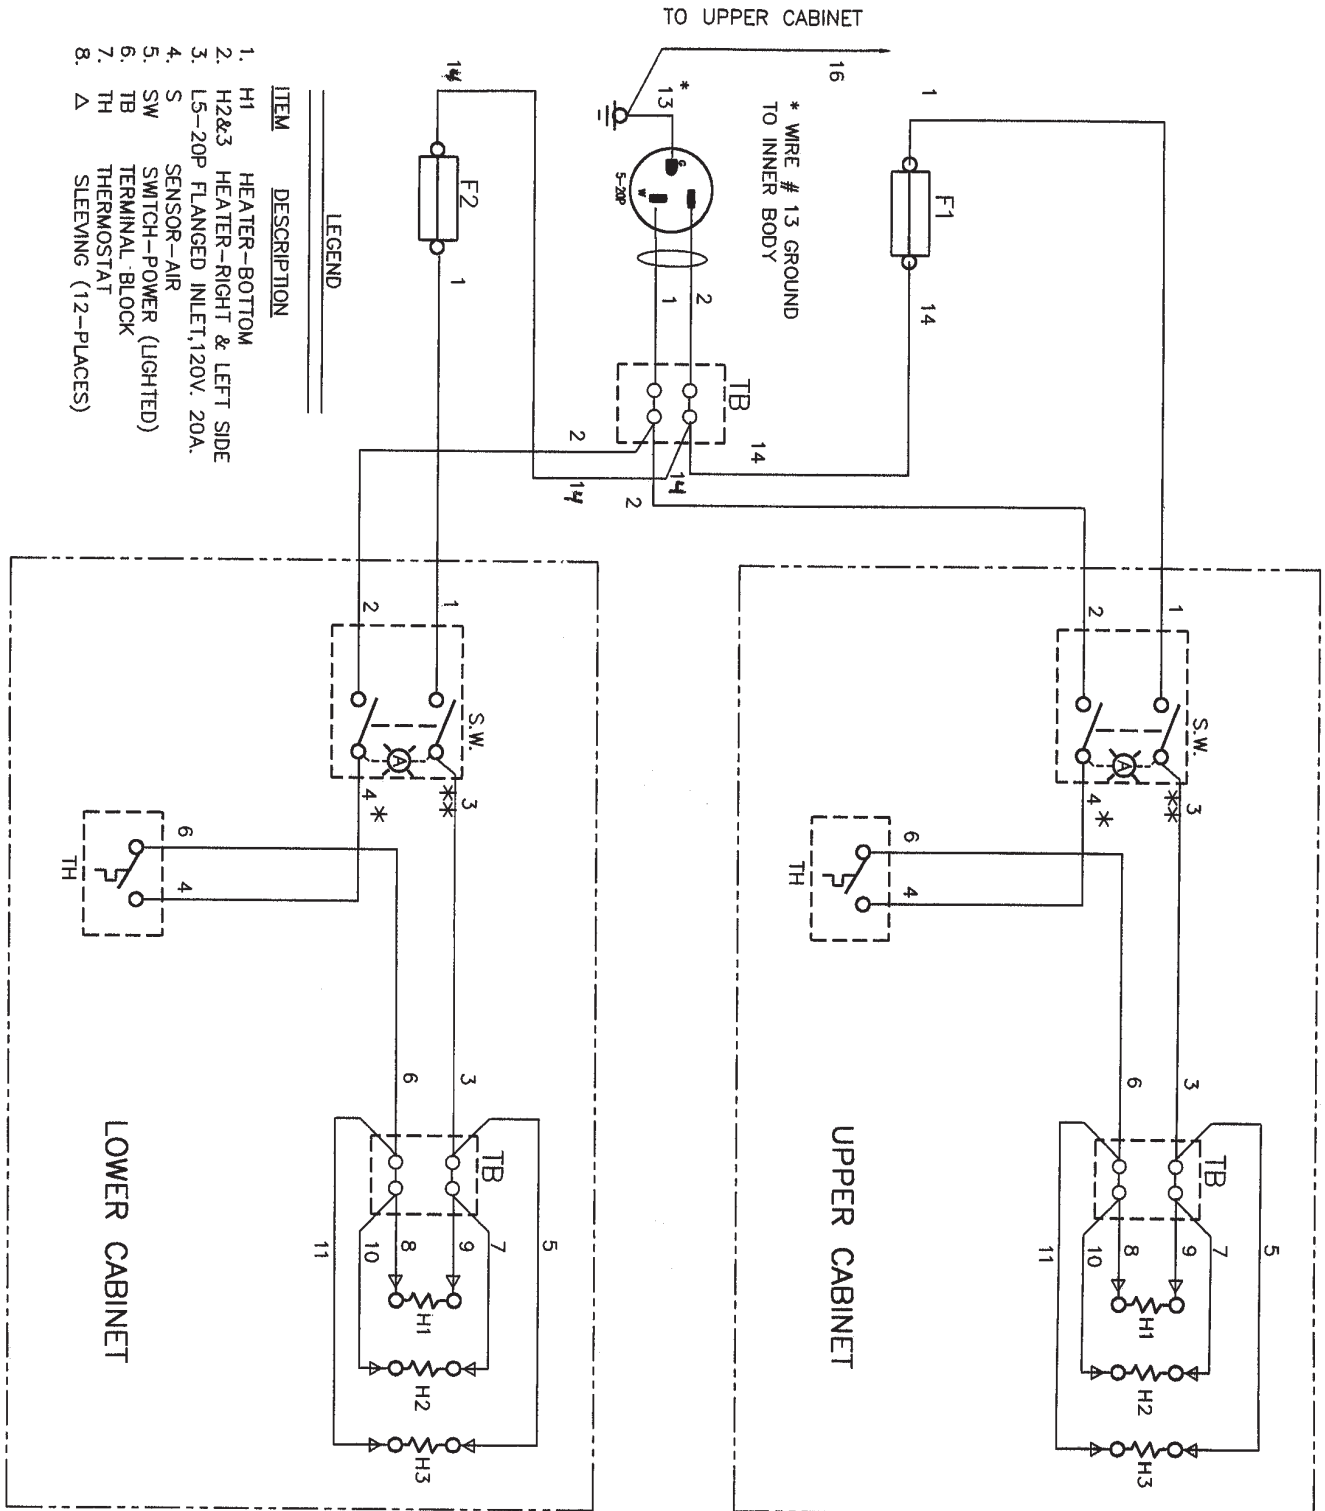 TO UPPER CABINET
16
1
F1
14
* WIRE # 13 GROUND
TO INNER BODY
*
13
G
W
5-20P
2
1
TB
14
F2
1
14
2
14
14
2
LEGEND
ITEM DESCRIPTION
1. H1 HEATER-BOTTOM
2. H2&3 HEATER-RIGHT & LEFT SIDE
3. L5-20P FLANGED INLET,120V. 20A.
4. S SENSOR-AIR
5. SW SWITCH-POWER (LIGHTED)
6. TB TERMINAL BLOCK
7. TH THERMOSTAT
8. △ SLEEVING (12-PLACES)
1
2
S.W.
A
3
**
4 *
6
4
TH
6
3
TB
5
7
9
8
10
11
H1
H2
H3
UPPER CABINET
1
2
S.W.
A
3
**
4 *
6
4
TH
6
3
TB
5
7
9
8
10
11
H1
H2
H3
LOWER CABINET